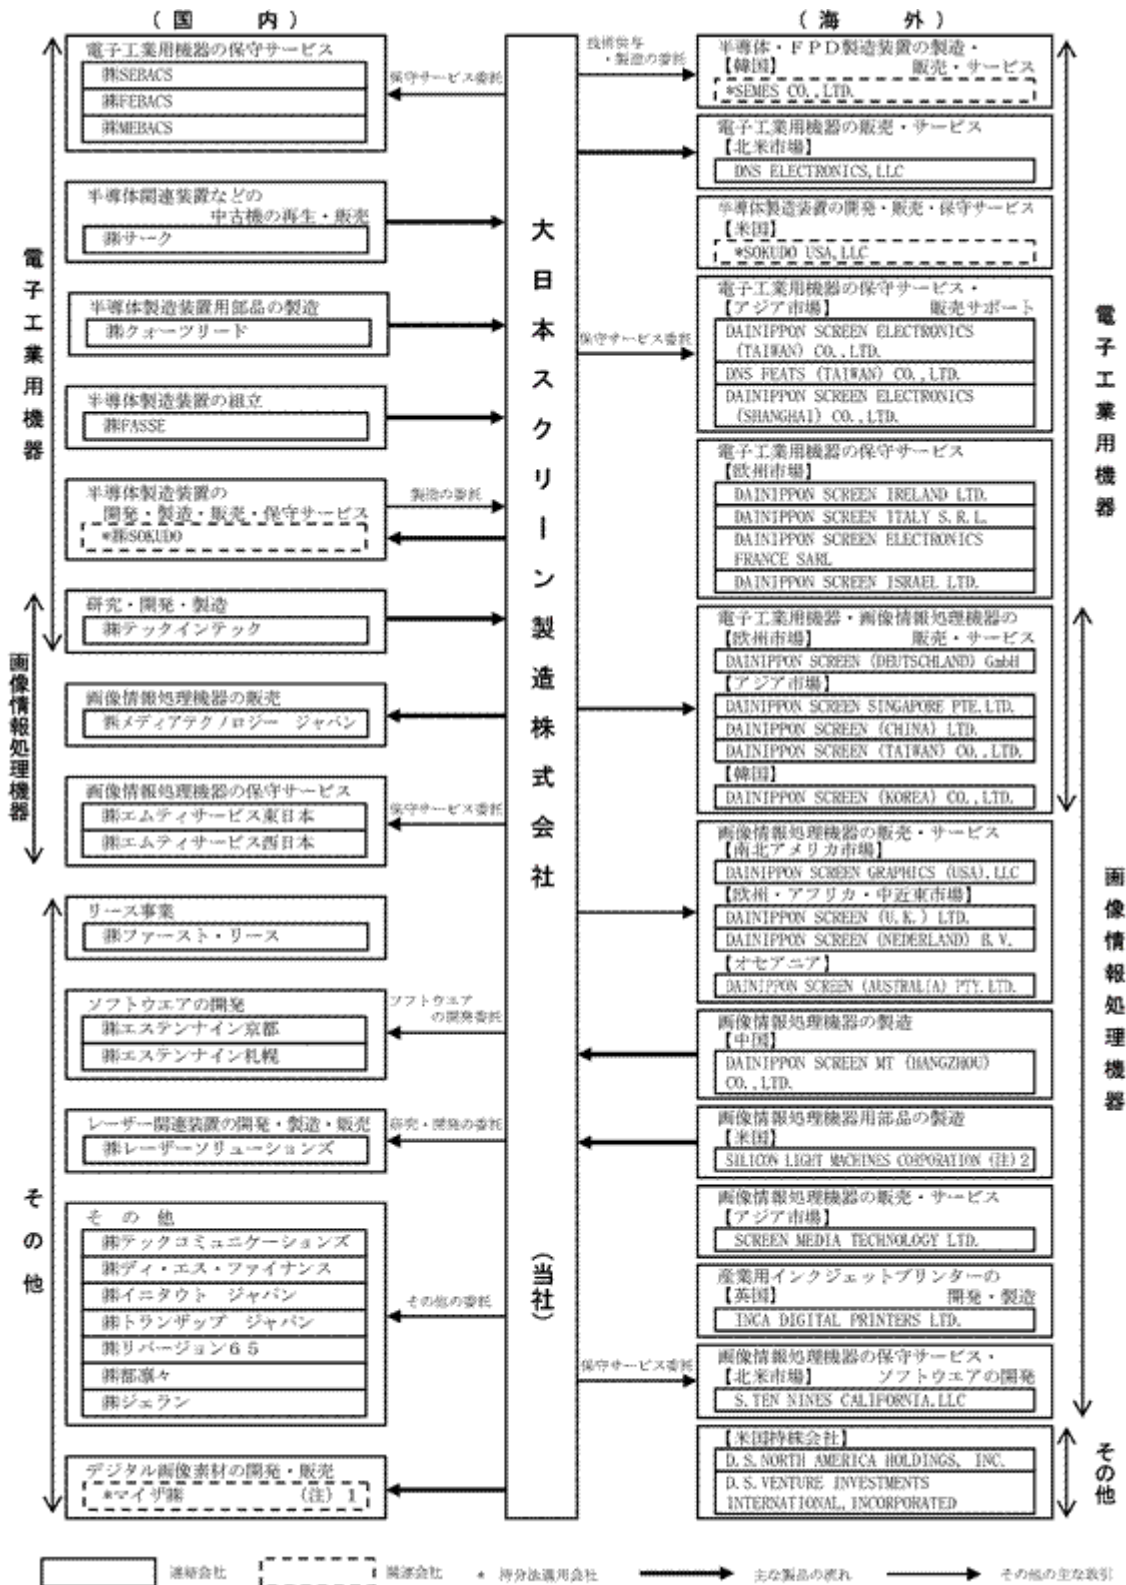 （国　内）
電子工業用機器の保守サービス
㈱SEBACS
㈱FEBACS
㈱MEBACS
保守サービス委託
半導体関連装置などの
中古機の再生・販売
㈱サーク
半導体製造装置用部品の製造
㈱クォーツリード
半導体製造装置の組立
㈱FASSE
半導体製造装置の
開発・製造・販売・保守サービス
*㈱SOKUDO
製造の委託
研究・開発・製造
㈱テックインテック
画像情報処理機器の販売
㈱メディアテクノロジー　ジャパン
画像情報処理機器の保守サービス
㈱エムティサービス東日本
㈱エムティサービス西日本
保守サービス委託
リース事業
㈱ファースト・リース
ソフトウエアの開発
㈱エステンナイン京都
㈱エステンナイン札幌
ソフトウエア
の開発委託
レーザー関連装置の開発・製造・販売
㈱レーザーソリューションズ
研究・開発の委託
そ　の　他
㈱テックコミュニケーションズ
㈱ディ・エス・ファイナンス
㈱イニタウト　ジャパン
㈱トランザップ　ジャパン
㈱リバージョン６５
㈱都凛々
㈱ジェラン
その他の委託
デジタル画像素材の開発・販売
*マイザ㈱　（注）１
電子工業用機器
画像情報処理機器
その他
大日本スクリーン製造株式会社
（当社）
（海　外）
技術供与
・製造の委託
半導体・ＦＰＤ製造装置の製造・
【韓国】　販売・サービス
*SEMES CO.,LTD.
電子工業用機器の販売・サービス
【北米市場】
DNS ELECTRONICS,LLC
半導体製造装置の開発・販売・保守サービス
【米国】
*SOKUDO USA,LLC
電子工業用機器の保守サービス・
【アジア市場】　販売サポート
DAINIPPON SCREEN ELECTRONICS
(TAIWAN) CO.,LTD.
DNS FEATS (TAIWAN) CO.,LTD.
DAINIPPON SCREEN ELECTRONICS
(SHANGHAI) CO.,LTD.
保守サービス委託
電子工業用機器の保守サービス
【欧州市場】
DAINIPPON SCREEN IRELAND LTD.
DAINIPPON SCREEN ITALY S.R.L.
DAINIPPON SCREEN ELECTRONICS
FRANCE SARL
DAINIPPON SCREEN ISRAEL LTD.
電子工業用機器・画像情報処理機器の
【欧州市場】　販売・サービス
DAINIPPON SCREEN (DEUTSCHLAND) GmbH
【アジア市場】
DAINIPPON SCREEN SINGAPORE PTE.LTD.
DAINIPPON SCREEN (CHINA) LTD.
DAINIPPON SCREEN (TAIWAN) CO.,LTD.
【韓国】
DAINIPPON SCREEN (KOREA) CO.,LTD.
画像情報処理機器の販売・サービス
【南北アメリカ市場】
DAINIPPON SCREEN GRAPHICS (USA),LLC
【欧州・アフリカ・中近東市場】
DAINIPPON SCREEN (U.K.) LTD.
DAINIPPON SCREEN (NEDERLAND) B.V.
【オセアニア】
DAINIPPON SCREEN (AUSTRALIA) PTY.LTD.
画像情報処理機器の製造
【中国】
DAINIPPON SCREEN MT (HANGZHOU)
CO.,LTD.
画像情報処理機器用部品の製造
【米国】
SILICON LIGHT MACHINES CORPORATION（注）2
画像情報処理機器の販売・サービス
【アジア市場】
SCREEN MEDIA TECHNOLOGY LTD.
産業用インクジェットプリンターの
【英国】　開発・製造
INCA DIGITAL PRINTERS LTD.
画像情報処理機器の保守サービス・
【北米市場】　ソフトウエアの開発
S.TEN NINES CALIFORNIA,LLC
保守サービス委託
【米国持株会社】
D.S.NORTH AMERICA HOLDINGS, INC.
D.S.VENTURE INVESTMENTS
INTERNATIONAL,INCORPORATED
電子工業用機器
画像情報処理機器
その他
連結会社
関連会社
* 持分法適用会社
主な製品の流れ
その他の主な取引